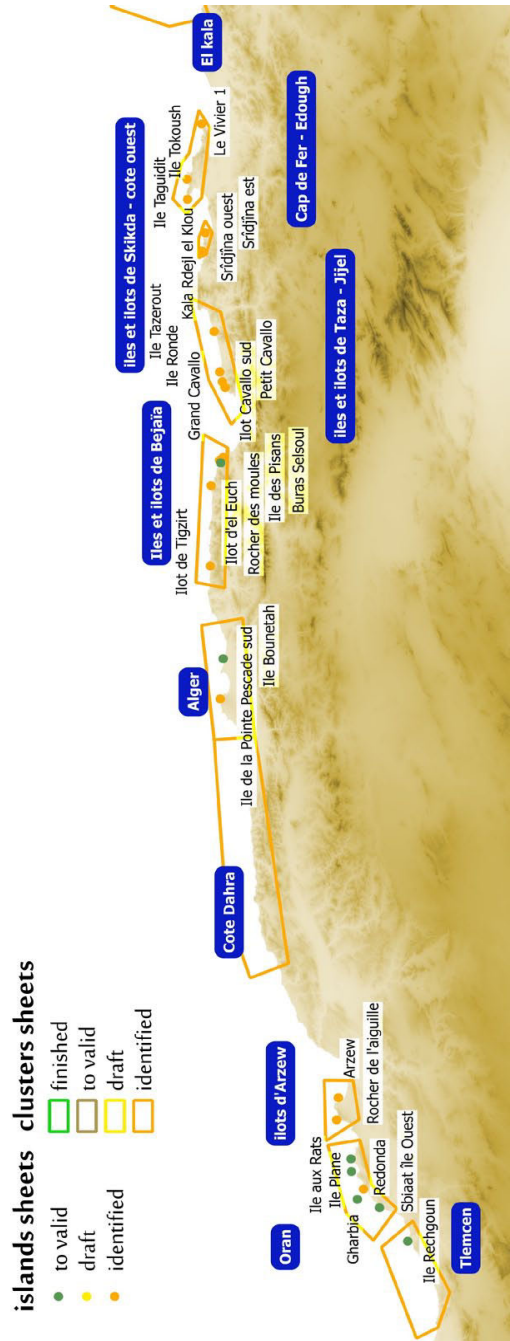 islands sheets
to valid
draft
identified
clusters sheets
finished
to valid
draft
identified
Oran
Tlemcen
Ile aux Rats
Ile Plane
Gharbia
Redonda
Sbiaat île Ouest
Ile Rechgoun
ilots d'Arzew
Arzew
Rocher de l'aiguille
Cote Dahra
Alger
Ile de la Pointe Pescade sud
Ile Bounetah
Iles et ilots de Bejaïa
Ilot de Tigzirt
Ilot d'el Euch
Rocher des moules
Ile des Pisans
Buras Selsoul
iles et ilots de Taza - Jijel
Grand Cavallo
Ile Ronde
Ile Tazerout
Ilot Cavallo sud
Petit Cavallo
iles et ilots de Skikda - cote ouest
Kala Rdejl el Klou
Srîdjîna ouest
Srîdjîna est
Cap de Fer - Edough
Ile Taguidit
Ile Tokoush
Le Vivier 1
El kala